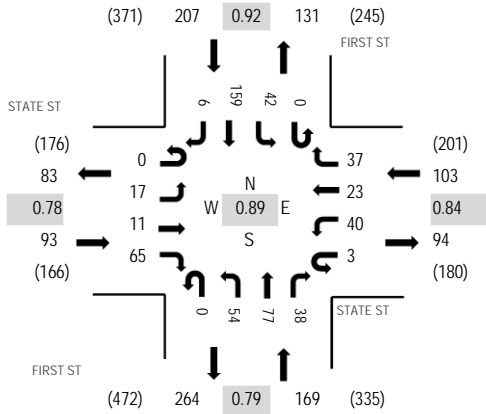 (371) 207 0.92 131 (245)
FIRST ST
6 159 42 0
STATE ST
(176)
83
0.78
93
(166)
0
17
11
65
N
W 0.89 E
S
37
23
40
3
(201)
103
0.84
94
(180)
0 54 77 38
STATE ST
FIRST ST
(472) 264 0.79 169 (335)